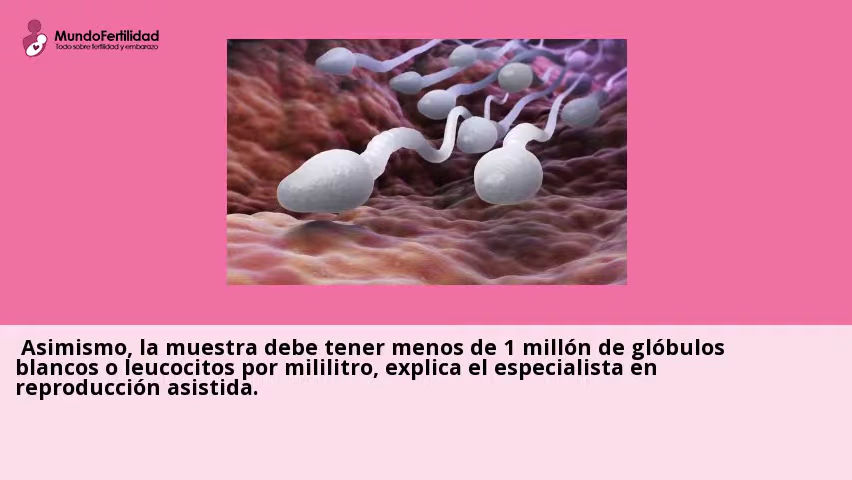 MundoFertilidad
Todo sobre fertilidad y embarazo
Asimismo, la muestra debe tener menos de 1 millón de glóbulos
blancos o leucocitos por mililitro, explica el especialista en
reproducción asistida.